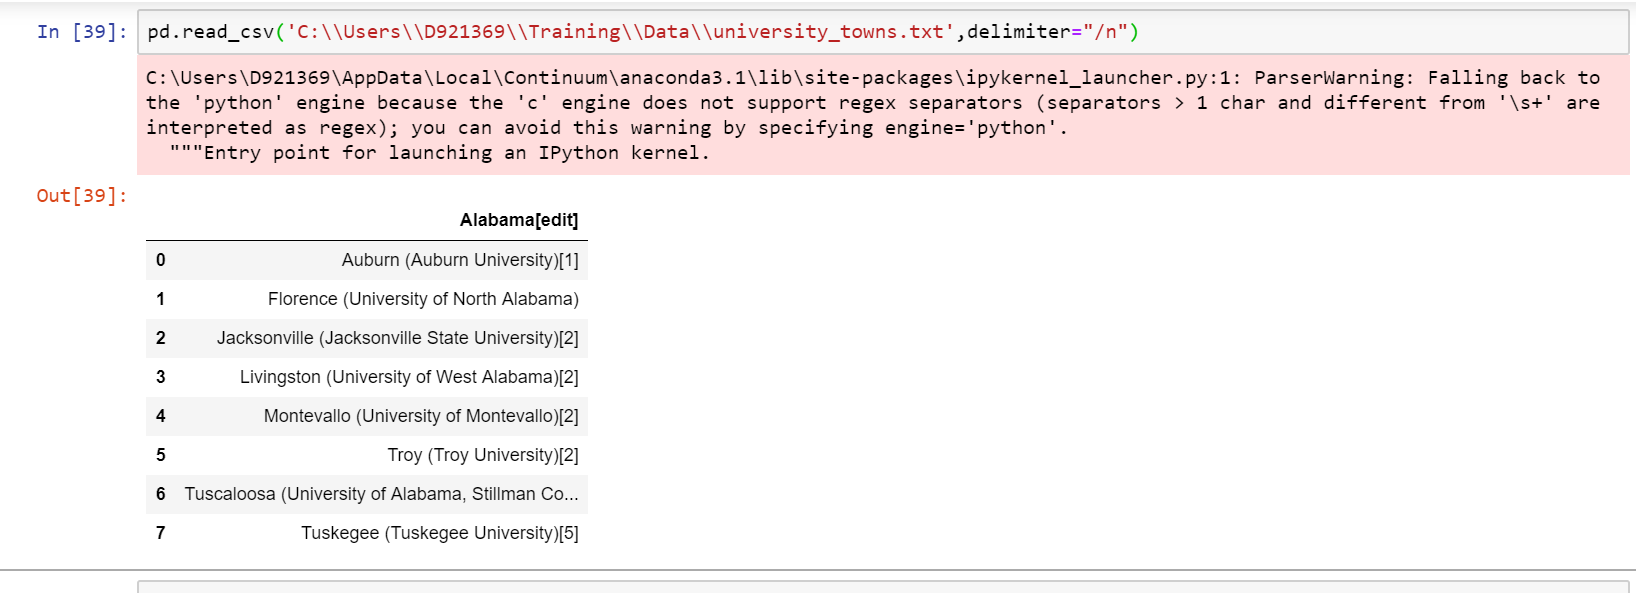 In [39]: pd.read_csv('C:\\Users\\D921369\\Training\\Data\\university_towns.txt',delimiter="/n")
C:\Users\D921369\AppData\Local\Continuum\anaconda3.1\lib\site-packages\ipykernel_launcher.py:1: ParserWarning: Falling back to
the 'python' engine because the 'c' engine does not support regex separators (separators > 1 char and different from '\s+' are
interpreted as regex); you can avoid this warning by specifying engine='python'.
"""Entry point for launching an IPython kernel.
Out[39]:
Alabama[edit]
0 Auburn (Auburn University)[1]
1 Florence (University of North Alabama)
2 Jacksonville (Jacksonville State University)[2]
3 Livingston (University of West Alabama)[2]
4 Montevallo (University of Montevallo)[2]
5 Troy (Troy University)[2]
6 Tuscaloosa (University of Alabama, Stillman Co...
7 Tuskegee (Tuskegee University)[5]